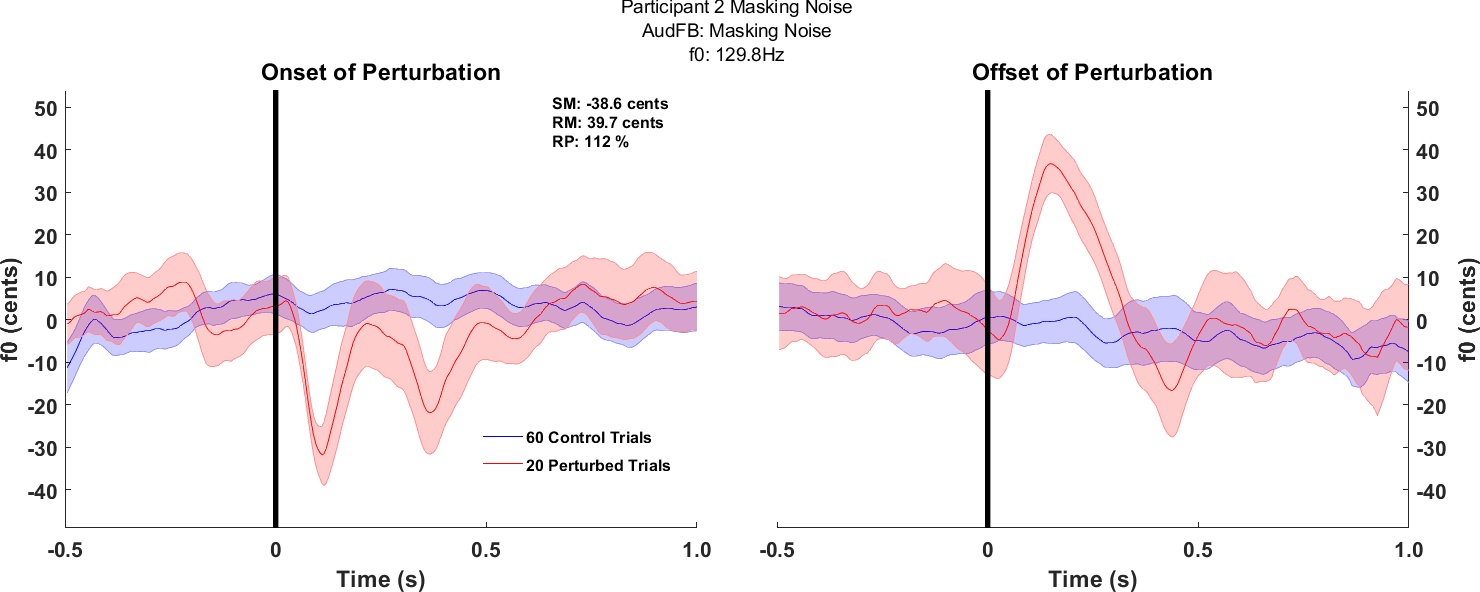 Participant 2 Masking Noise
AudFB: Masking Noise
f0: 129.8Hz
Onset of Perturbation
Offset of Perturbation
SM: -38.6 cents
RM: 39.7 cents
RP: 112 %
f0 (cents)
50
40
30
20
10
0
-10
-20
-30
-40
60 Control Trials
20 Perturbed Trials
-0.5
0
0.5
1.0
Time (s)
50
40
30
20
10
0
-10
-20
-30
-40
f0 (cents)
-0.5
0
0.5
1.0
Time (s)